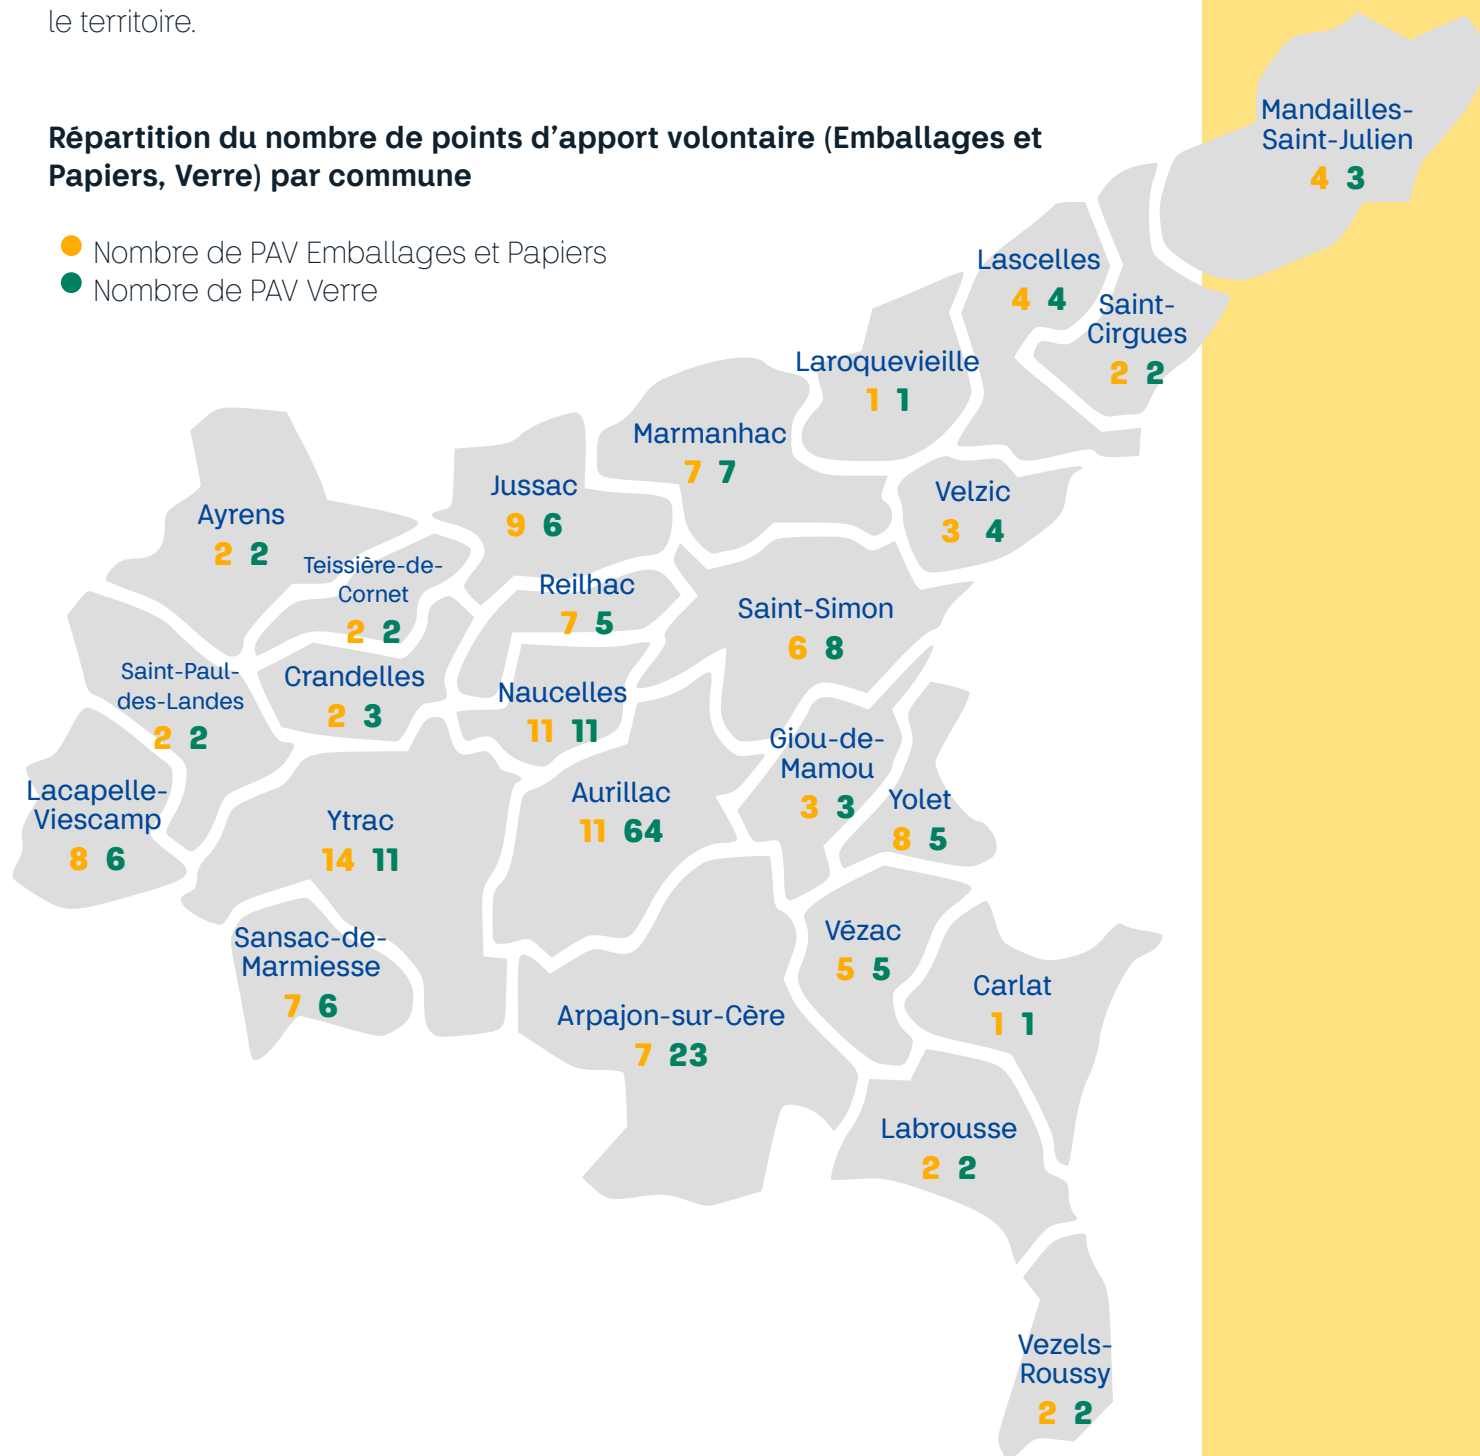 le territoire.
Répartition du nombre de points d'apport volontaire (Emballages et
Papiers, Verre) par commune
Nombre de PAV Emballages et Papiers
Nombre de PAV Verre
Mandailles-
Saint-Julien
4 3
Lascelles
4 4
Saint-
Cirgues
2 2
Laroquevieille
1 1
Marmanhac
7 7
Jussac
9 6
Velzic
3 4
Ayrens
2 2
Teissière-de-
Cornet
2 2
Reilhac
7 5
Saint-Simon
6 8
Saint-Paul-
des-Landes
2 2
Crandelles
2 3
Naucelles
11 11
Giou-de-
Mamou
3 3
Lacapelle-
Viescamp
8 6
Ytrac
14 11
Aurillac
11 64
Yolet
8 5
Sansac-de-
Marmiesse
7 6
Vézac
5 5
Carlat
1 1
Arpajon-sur-Cère
7 23
Labrousse
2 2
Vezels-
Roussy
2 2